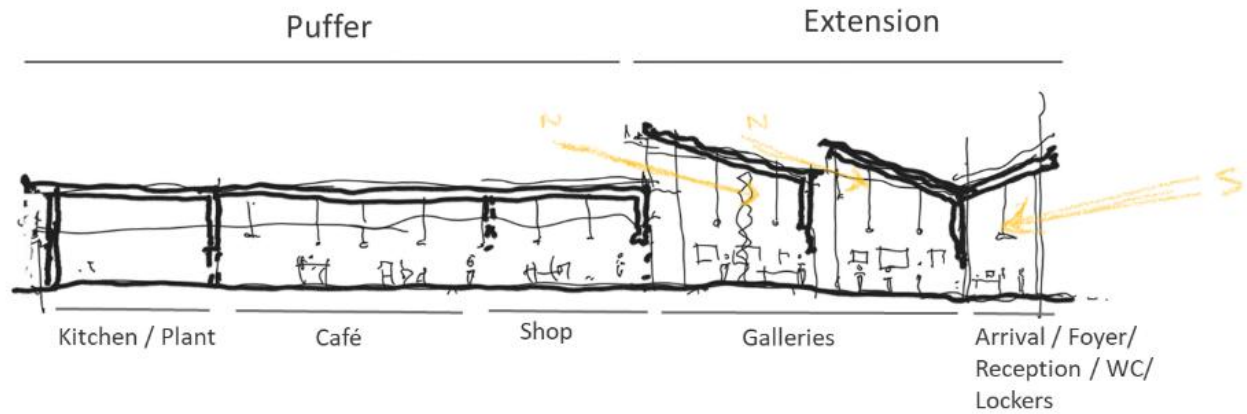 Puffer
Extension
N
N
S
Kitchen / Plant
Café
Shop
Galleries
Arrival / Foyer/
Reception / WC/
Lockers